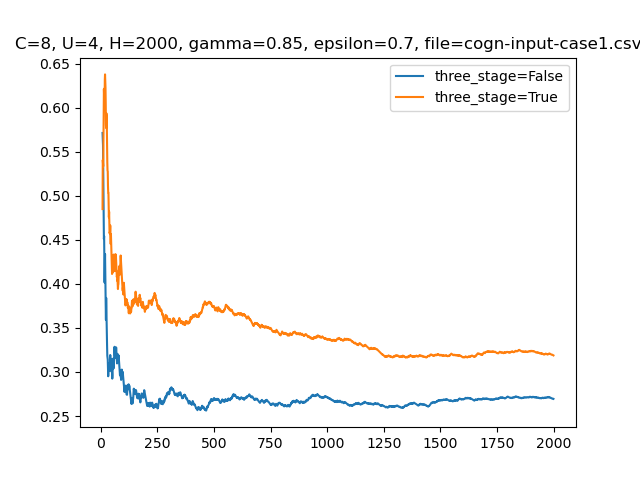 C=8, U=4, H=2000, gamma=0.85, epsilon=0.7, file=cogn-input-case1.csv
three_stage=False
three_stage=True
0.65
0.60
0.55
0.50
0.45
0.40
0.35
0.30
0.25
0 250 500 750 1000 1250 1500 1750 2000